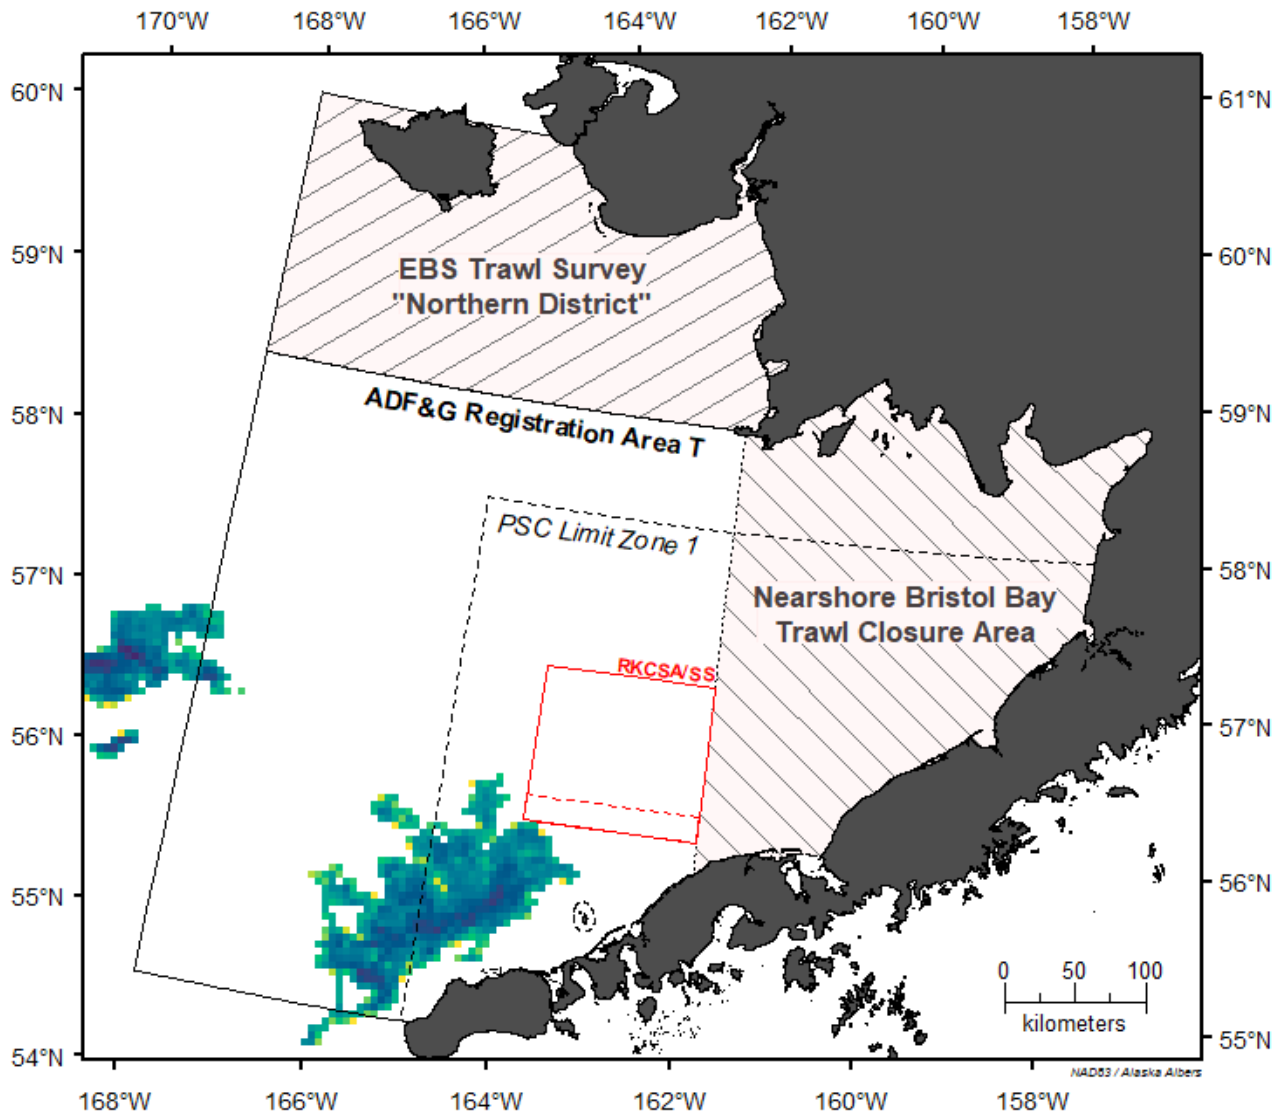 170°W 168°W 166°W 164°W 162°W 160°W 158°W
60°N
61°N
EBS Trawl Survey
"Northern District"
59°N
60°N
ADF&G Registration Area T
58°N
59°N
PSC Limit Zone 1
57°N
58°N
Nearshore Bristol Bay
Trawl Closure Area
RKCSA/SS
56°N
57°N
55°N
56°N
0 50 100
kilometers
54°N
55°N
NAD83 / Alaska Albers
168°W 166°W 164°W 162°W 160°W 158°W